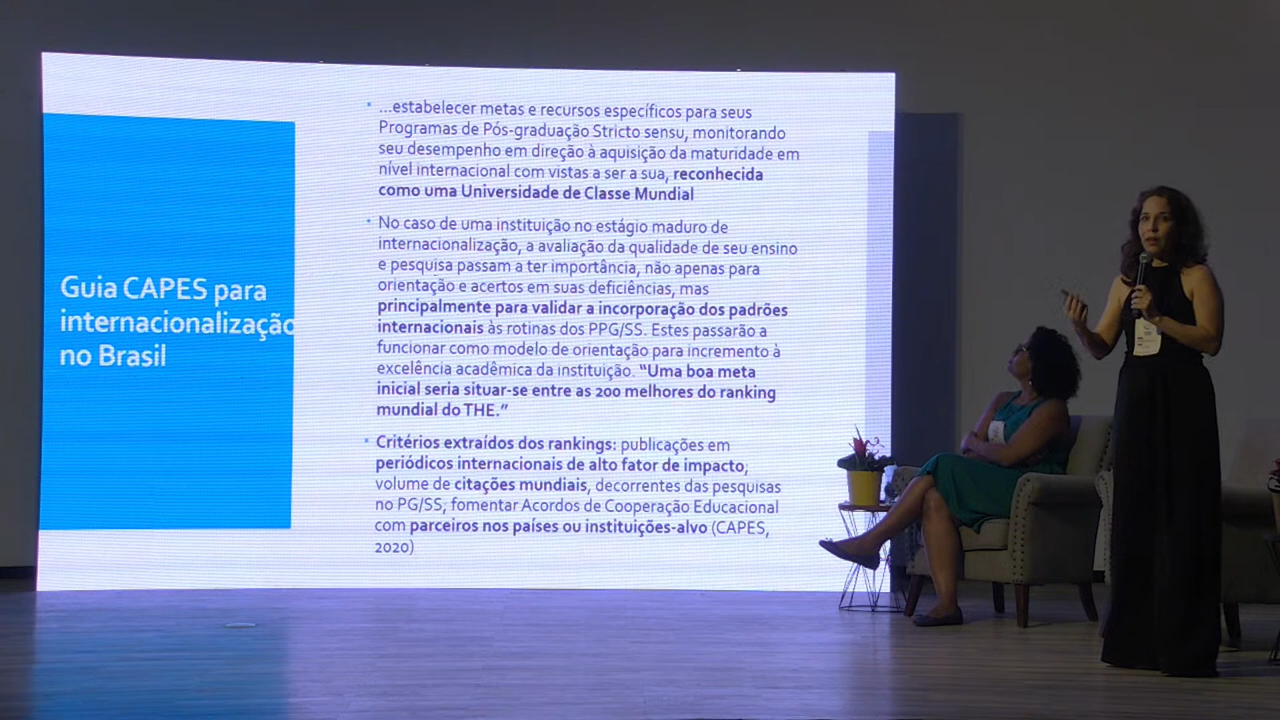 Guia CAPES para
internacionalização
no Brasil
...estabelecer metas e recursos específicos para seus
Programas de Pós-graduação Stricto sensu, monitorando
seu desempenho em direção à aquisição da maturidade em
nível internacional com vistas a ser a sua, reconhecida
como uma Universidade de Classe Mundial
No caso de uma instituição no estágio maduro de
internacionalização, a avaliação da qualidade de seu ensino
e pesquisa passam a ter importância, não apenas para
orientação e acertos em suas deficiências, mas
principalmente para validar a incorporação dos padrões
internacionais às rotinas dos PPG/SS. Estes passarão a
funcionar como modelo de orientação para incremento à
excelência acadêmica da instituição. “Uma boa meta
inicial seria situar-se entre as 200 melhores do ranking
mundial do THE.”
Critérios extraídos dos rankings: publicações em
periódicos internacionais de alto fator de impacto,
volume de citações mundiais, decorrentes das pesquisas
no PG/SS; fomentar Acordos de Cooperação Educacional
com parceiros nos países ou instituições-alvo (CAPES,
2020)